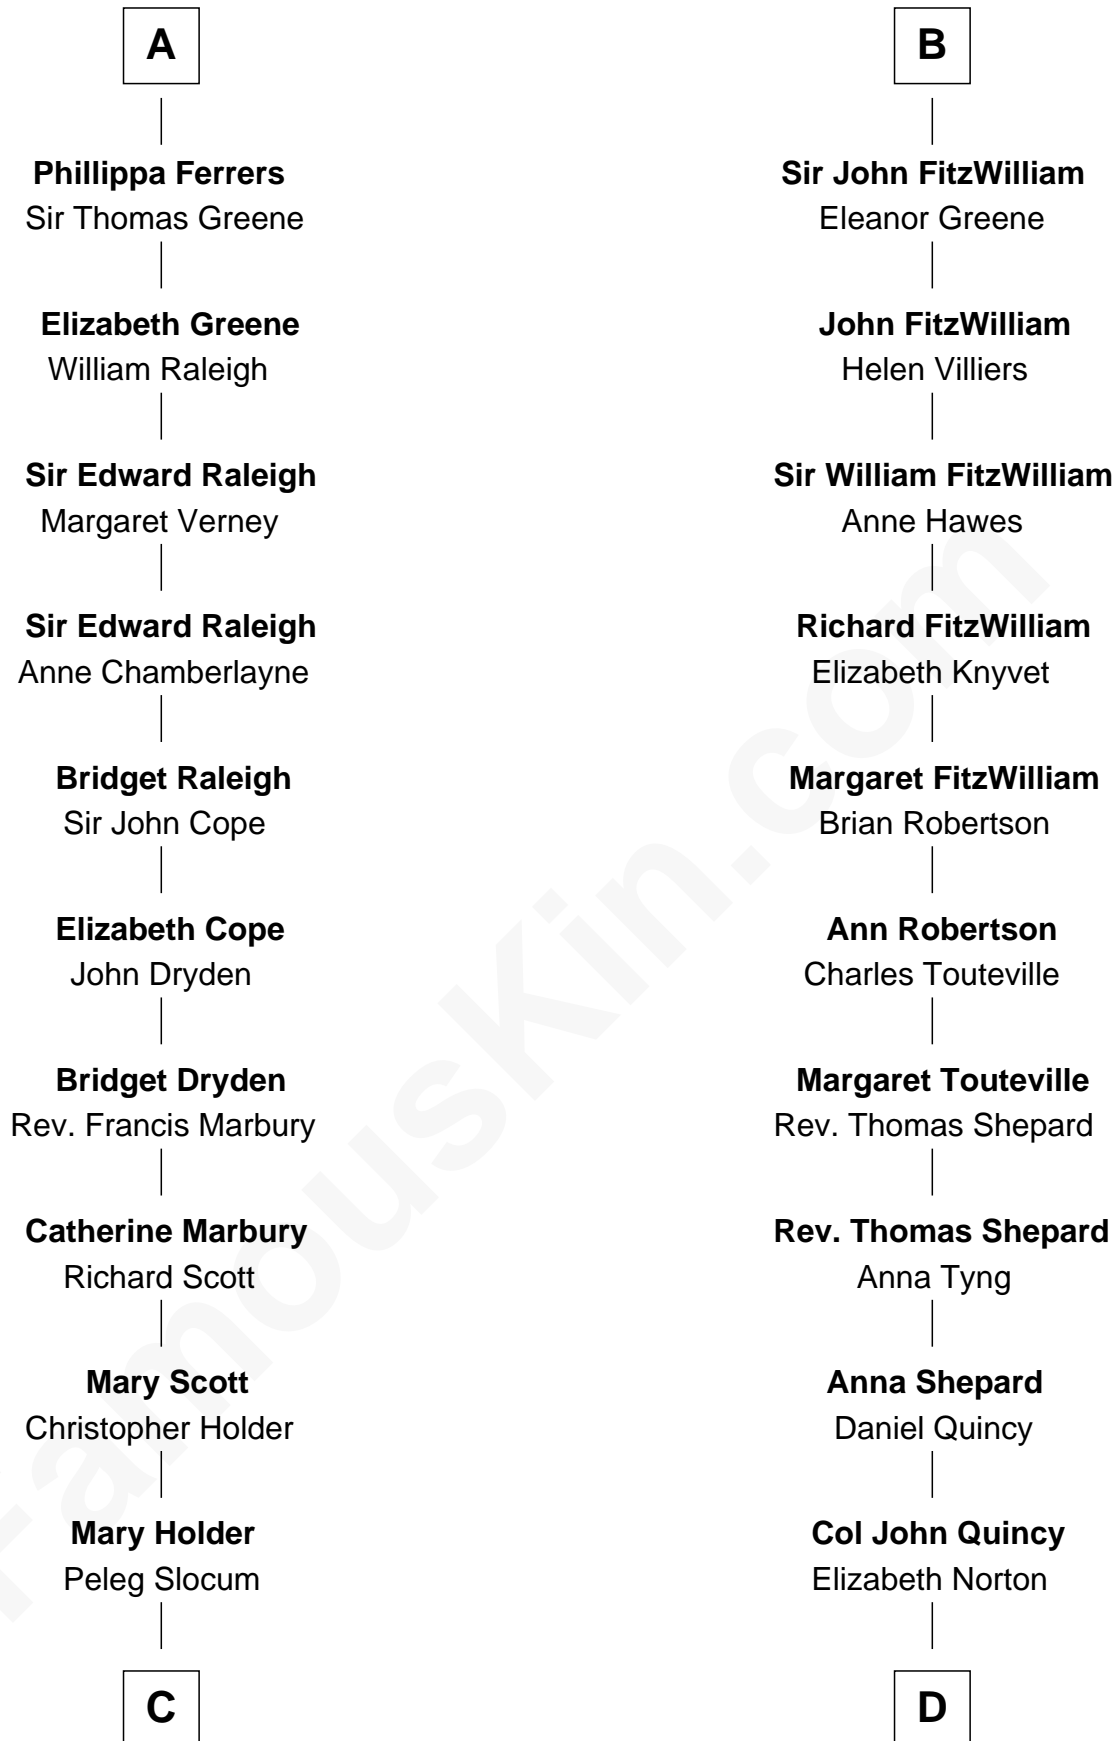 A
Phillippa Ferrers
Sir Thomas Greene
Elizabeth Greene
William Raleigh
Sir Edward Raleigh
Margaret Verney
Sir Edward Raleigh
Anne Chamberlayne
Bridget Raleigh
Sir John Cope
Elizabeth Cope
John Dryden
Bridget Dryden
Rev. Francis Marbury
Catherine Marbury
Richard Scott
Mary Scott
Christopher Holder
Mary Holder
Peleg Slocum
C
B
Sir John FitzWilliam
Eleanor Greene
John FitzWilliam
Helen Villiers
Sir William FitzWilliam
Anne Hawes
Richard FitzWilliam
Elizabeth Knyvet
Margaret FitzWilliam
Brian Robertson
Ann Robertson
Charles Touteville
Margaret Touteville
Rev. Thomas Shepard
Rev. Thomas Shepard
Anna Tyng
Anna Shepard
Daniel Quincy
Col John Quincy
Elizabeth Norton
D
FamousKin.com